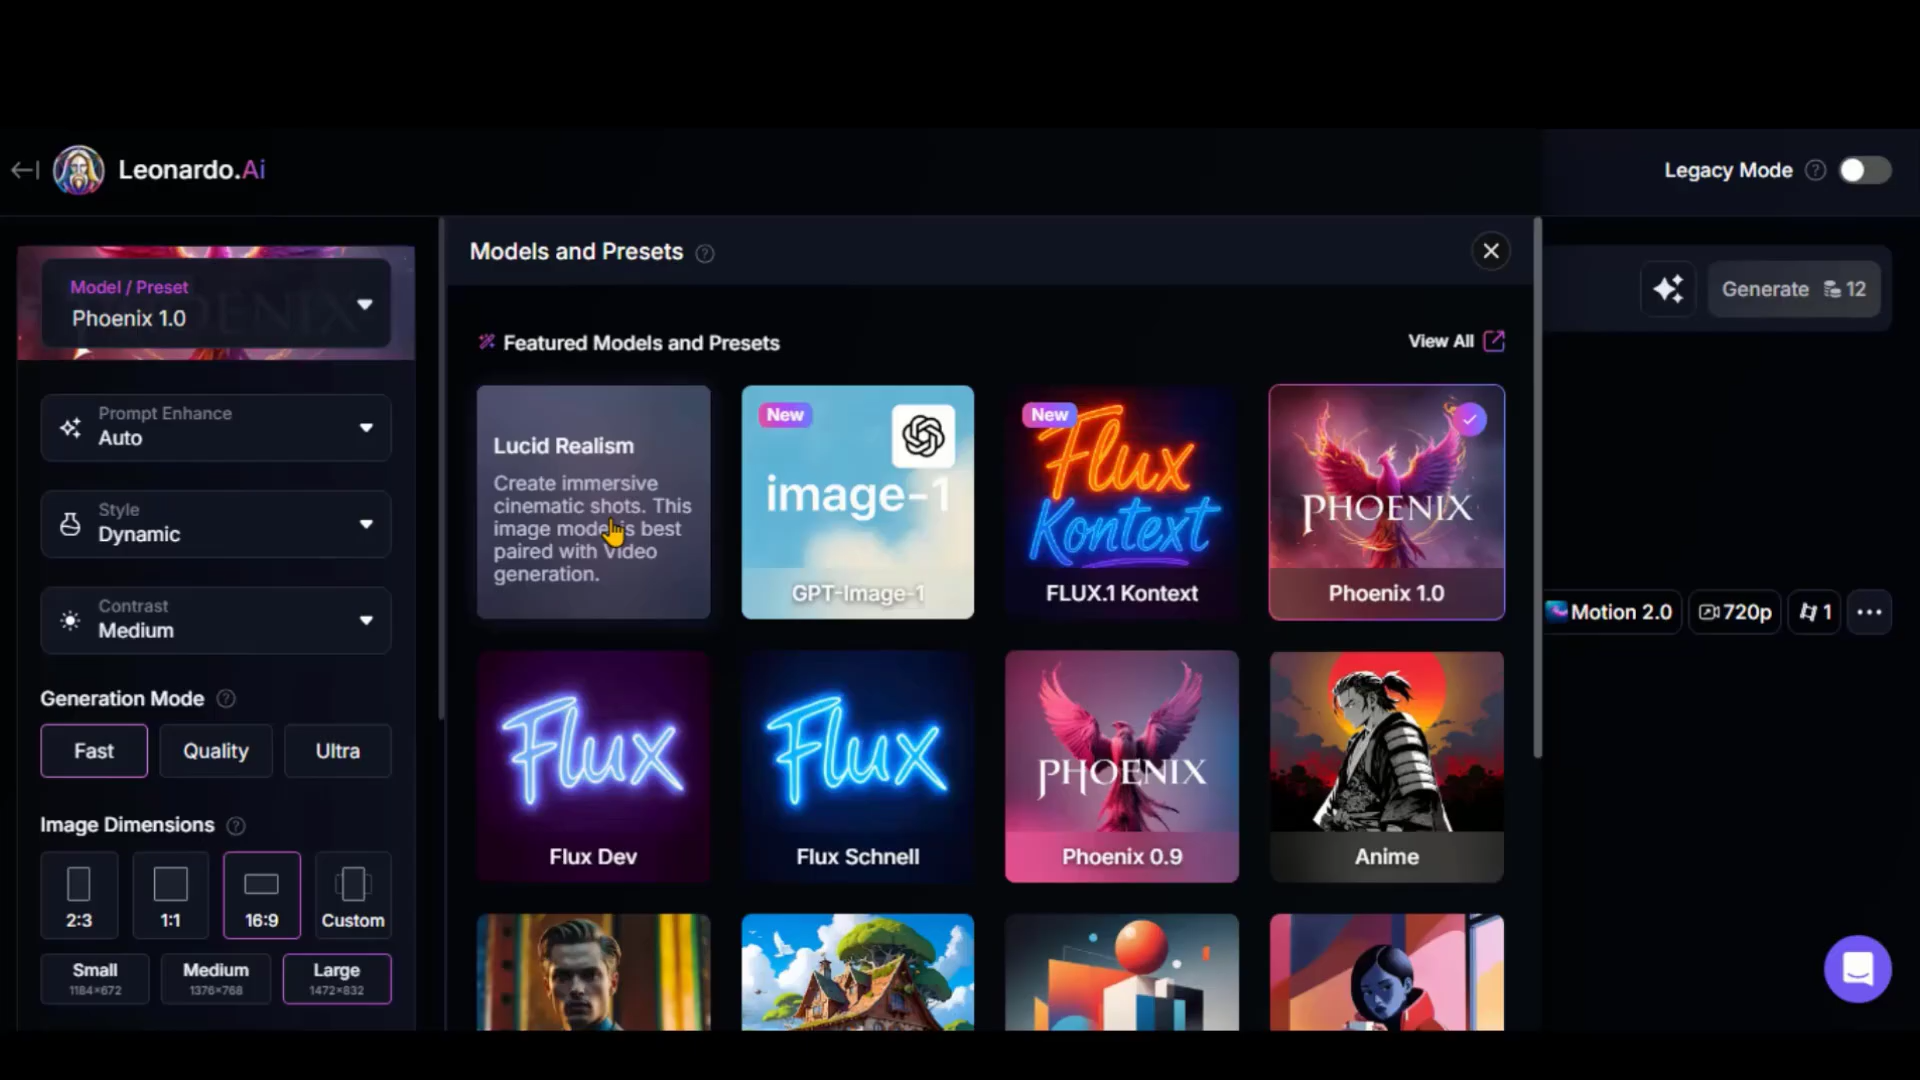 Leonardo.Ai
Legacy Mode
Model / Preset
Phoenix 1.0
Prompt Enhance
Auto
Style
Dynamic
Contrast
Medium
Generation Mode
Fast
Quality
Ultra
Image Dimensions
2:3
1:1
16:9
Custom
Small
1184×672
Medium
1376×768
Large
1472×832
Models and Presets
Featured Models and Presets
View All
Lucid Realism
Create immersive
cinematic shots. This
image model is best
paired with Video
generation.
New
image-1
GPT-Image-1
New
Flux
Kontext
FLUX.1 Kontext
PHOENIX
Phoenix 1.0
Flux
Flux Dev
Flux
Flux Schnell
PHOENIX
Phoenix 0.9
Anime
Generate 12
Motion 2.0
720p
1